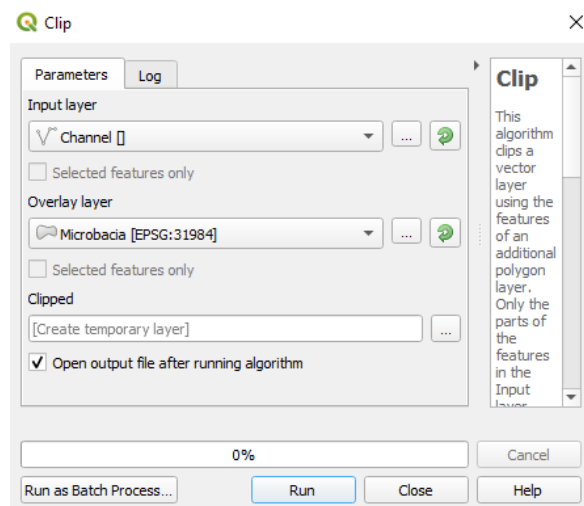 Clip
Parameters
Log
Input layer
Channel []
...
Selected features only
Overlay layer
Microbacia [EPSG:31984]
...
Selected features only
Clipped
[Create temporary layer]
...
Open output file after running algorithm
Clip
This
algorithm
clips a
vector
layer
using the
features
of an
additional
polygon
layer.
Only the
parts of
the
features
in the
Input
layer
0%
Cancel
Run as Batch Process...
Run
Close
Help